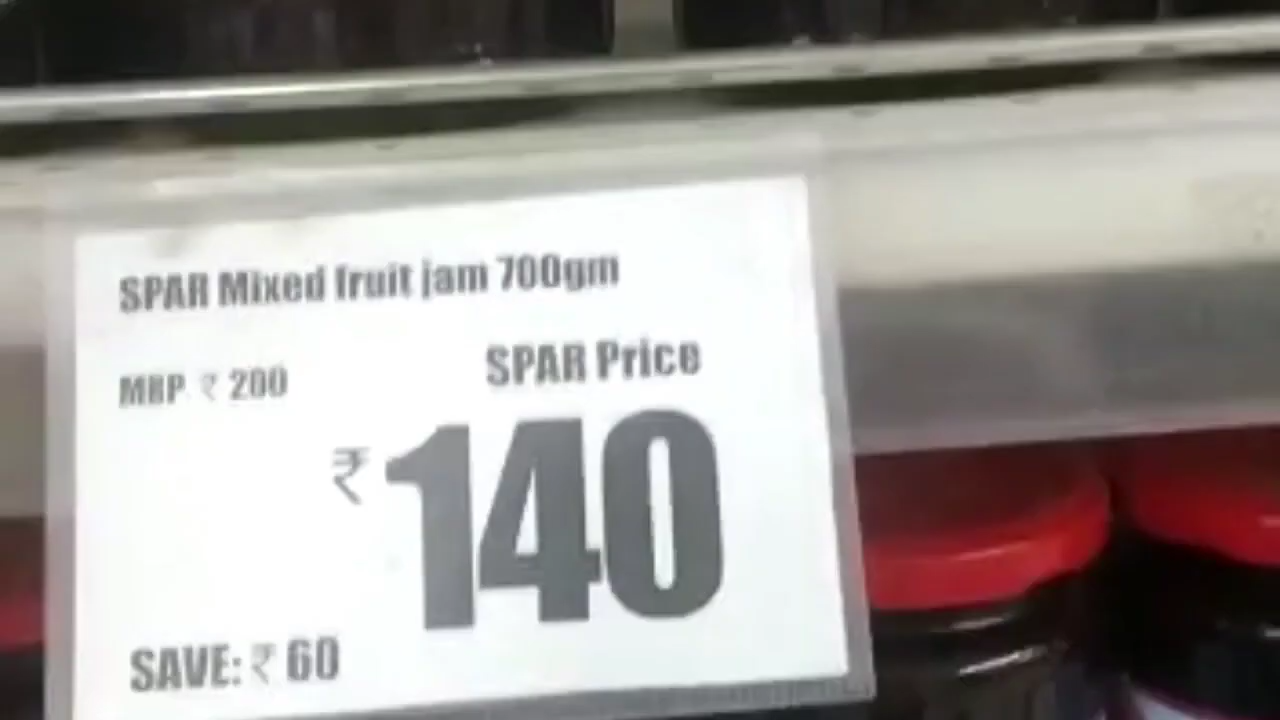 SPAR Mixed fruit jam 700gm
MRP ₹ 200
SPAR Price
₹ 140
SAVE: ₹ 60